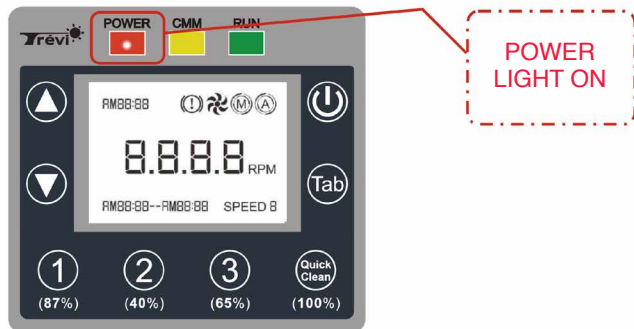 Trévi
POWER CMM RUN
POWER
LIGHT ON
AM88:88 (!) M A
8.8.8.8 RPM
Tab
AM88:88--AM88:88 SPEED 8
1 2 3 Quick
Clean
(87%) (40%) (65%) (100%)